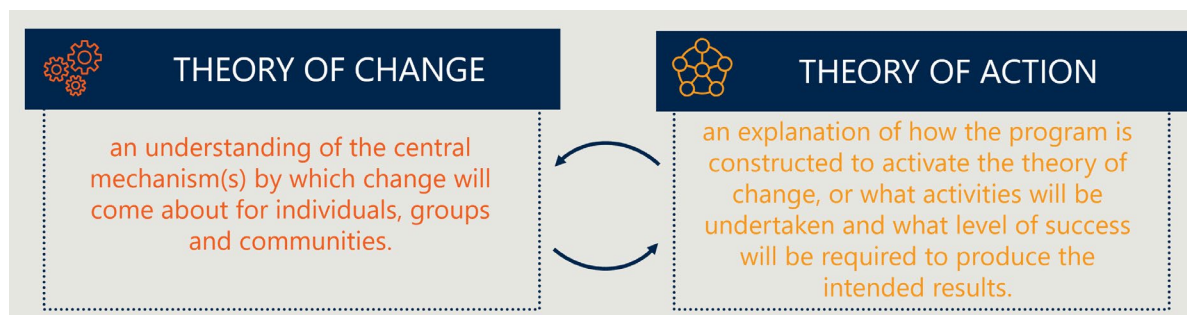 THEORY OF CHANGE
an understanding of the central
mechanism(s) by which change will
come about for individuals, groups
and communities.
THEORY OF ACTION
an explanation of how the program is
constructed to activate the theory of
change, or what activities will be
undertaken and what level of success
will be required to produce the
intended results.